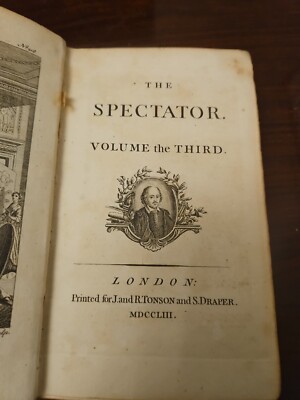 THE
SPECTATOR.
VOLUME the THIRD.
LONDON:
Printed for J. and R. TONSON and S. DRAPER.
MDCCLIII.